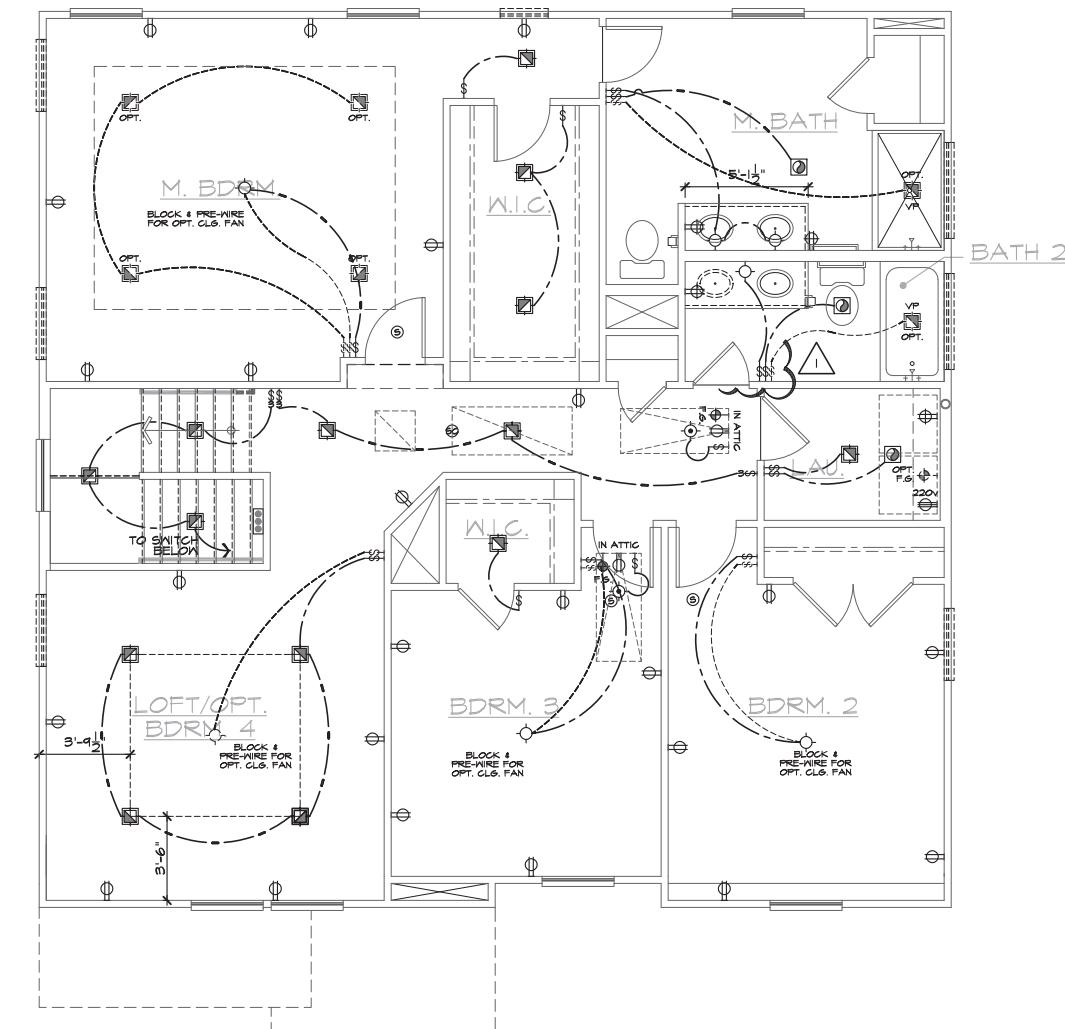 OPT.
OPT.
M. BATH
5'-1½"
OPT.
VP
M. BDRM
BLOCK & PRE-WIRE
FOR OPT. CLG. FAN
W.I.C.
OPT.
OPT.
BATH 2
VP
OPT.
S
1
F.G.
IN ATTIC
SC
LAU.
OPT.
F.G.
220V
TO SWITCH
BELOW
W.I.C.
IN ATTIC
F.G.
S
S
LOFT/OPT.
BDRM 4
BDRM. 3
BDRM. 2
3'-9½"
BLOCK &
PRE-WIRE FOR
OPT. CLG. FAN
BLOCK &
PRE-WIRE FOR
OPT. CLG. FAN
BLOCK &
PRE-WIRE FOR
OPT. CLG. FAN
3'-6"